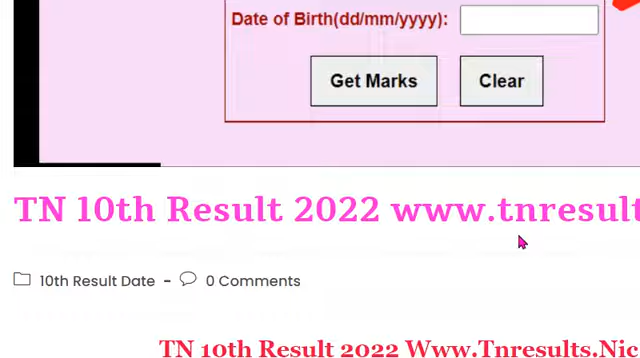 Date of Birth(dd/mm/yyyy):
Get Marks Clear
TN 10th Result 2022 www.tnresult
10th Result Date - 0 Comments
TN 10th Result 2022 Www.Tnresults.Nic